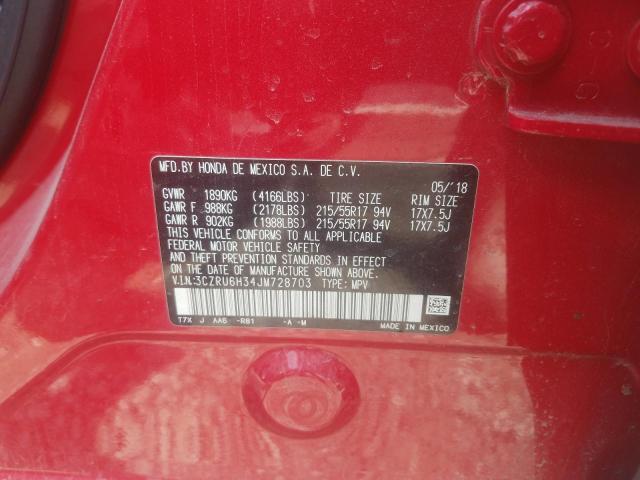 MFD.BY HONDA DE MEXICO S.A. DE C.V.
05/'18
GVWR 1890KG (4166LBS) TIRE SIZE RIM SIZE
GAWR F 988KG (2178LBS) 215/55R17 94V 17X7.5J
GAWR R 902KG (1988LBS) 215/55R17 94V 17X7.5J
THIS VEHICLE CONFORMS TO ALL APPLICABLE
FEDERAL MOTOR VEHICLE SAFETY
AND THEFT PREVENTION STANDARDS IN EFFECT
ON THE DATE OF MANUFACTURE SHOWN ABOVE.
V.I.N:3CZRU6H34JM728703 TYPE:MPV
T7X J AA6 -R81 -A -M MADE IN MEXICO